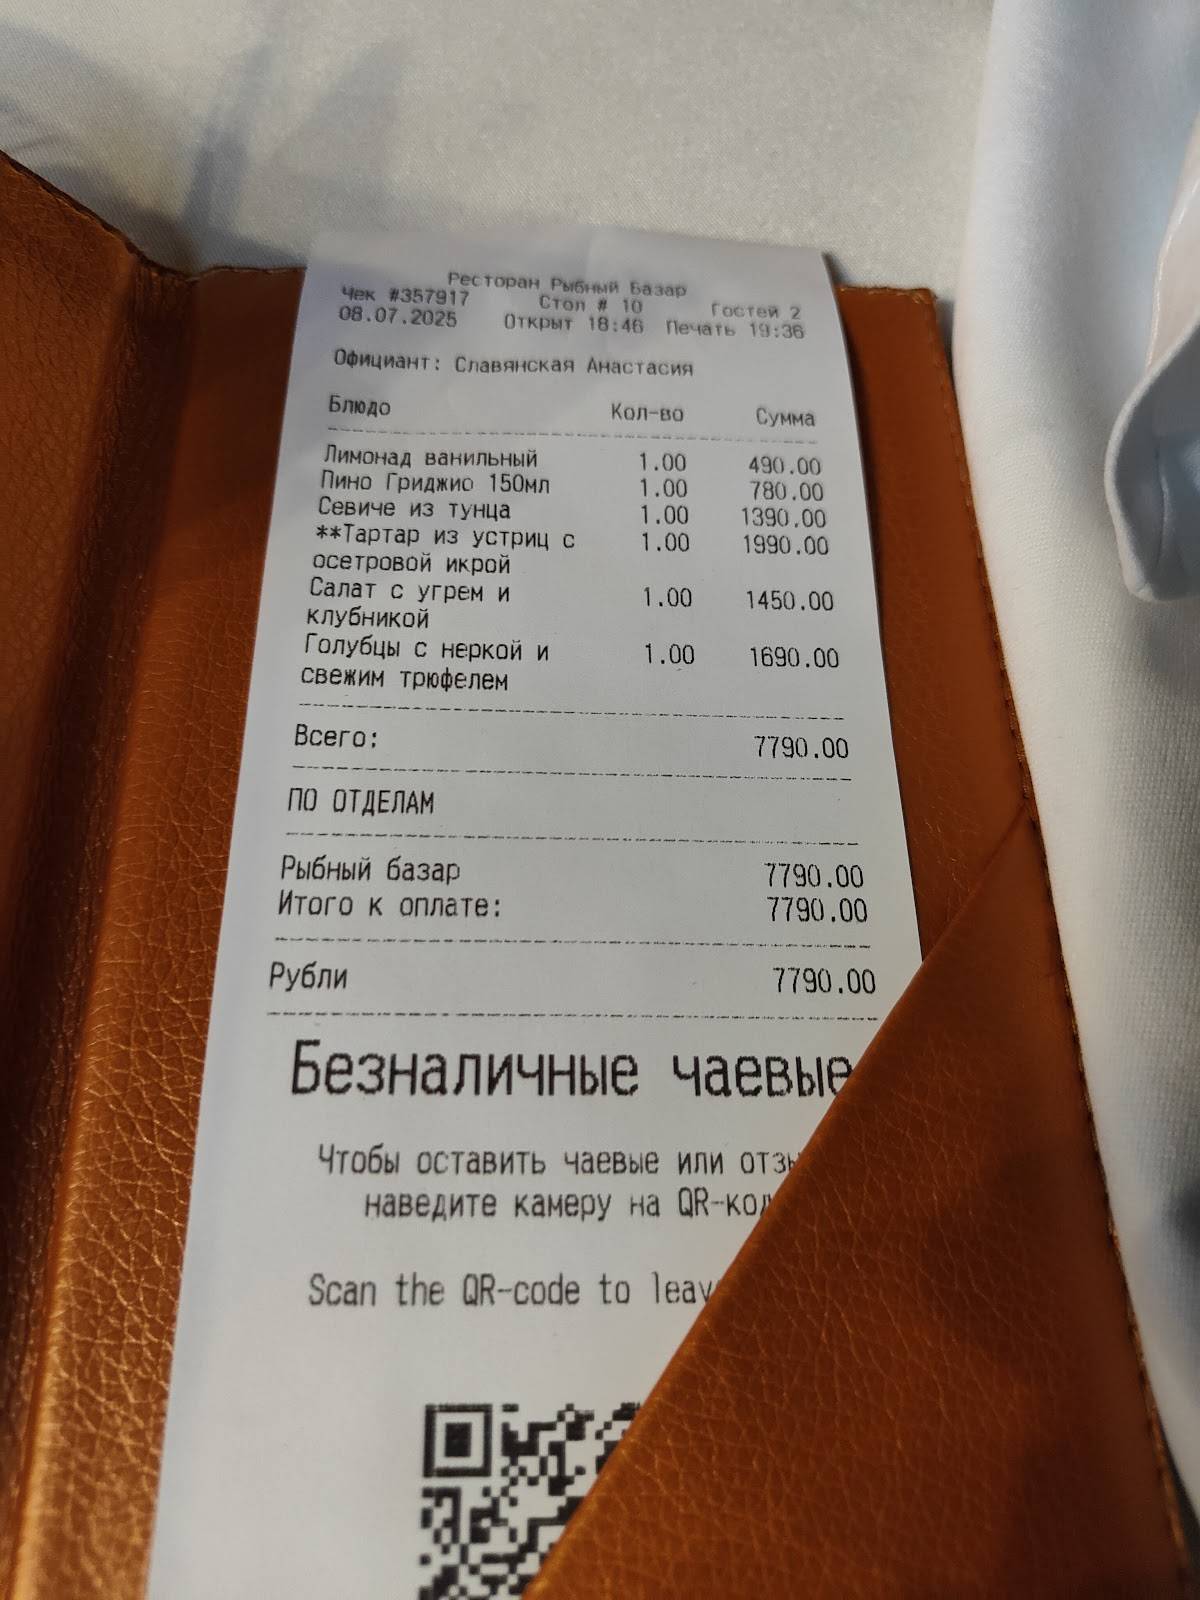 Ресторан Рыбный Базар
Чек #357917 Стол # 10 Гостей 2
08.07.2025 Открыт 18:46 Печать 19:36
Официант: Славянская Анастасия
Блюдо Кол-во Сумма
Лимонад ванильный 1.00 490.00
Пино Гриджио 150мл 1.00 780.00
Севиче из тунца 1.00 1390.00
**Тартар из устриц с 1.00 1990.00
осетровой икрой
Салат с угрем и 1.00 1450.00
клубникой
Голубцы с неркой и 1.00 1690.00
свежим трюфелем
Всего: 7790.00
ПО ОТДЕЛАМ
Рыбный базар 7790.00
Итого к оплате: 7790.00
Рубли 7790.00
Безналичные чаевые
Чтобы оставить чаевые или
наведите камеру на
Scan the QR-code to